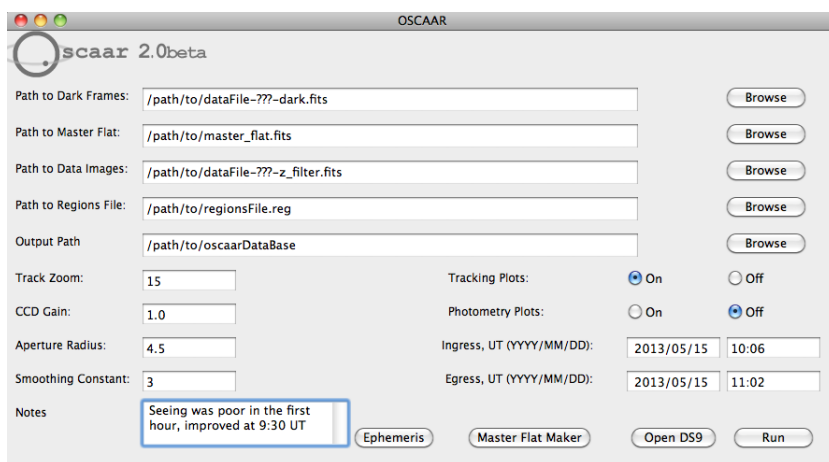 OSCAAR
Oscaar 2.0beta
Path to Dark Frames: /path/to/dataFile-???-dark.fits Browse
Path to Master Flat: /path/to/master_flat.fits Browse
Path to Data Images: /path/to/dataFile-???-z_filter.fits Browse
Path to Regions File: /path/to/regionsFile.reg Browse
Output Path /path/to/oscaarDataBase Browse
Track Zoom: 15 Tracking Plots: On Off
CCD Gain: 1.0 Photometry Plots: On Off
Aperture Radius: 4.5 Ingress, UT (YYYY/MM/DD): 2013/05/15 10:06
Smoothing Constant: 3 Egress, UT (YYYY/MM/DD): 2013/05/15 11:02
Notes Seeing was poor in the first
hour, improved at 9:30 UT
Ephemeris Master Flat Maker Open DS9 Run